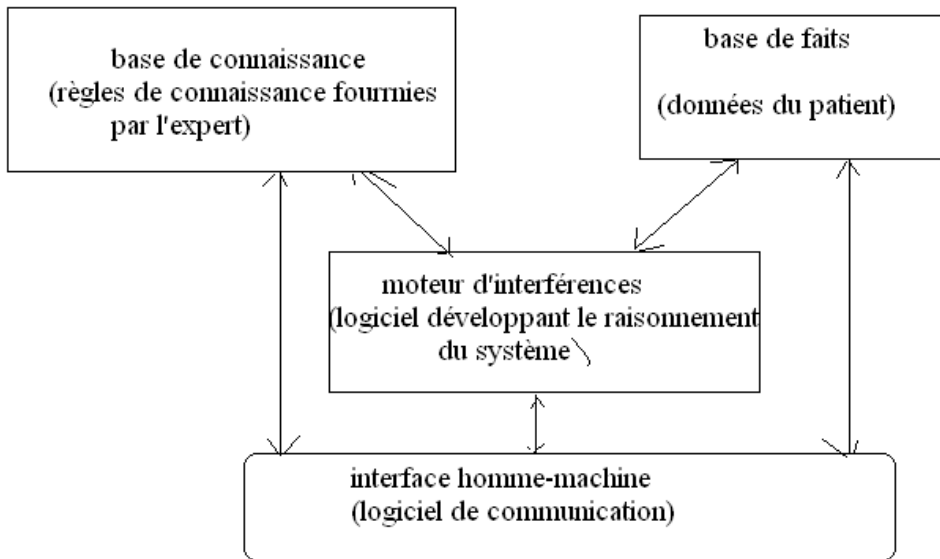 base de connaissance
(règles de connaissance fourrnies
par l'expert)
base de faits
(données du patient)
moteur d'interférences
(logiciel développant le raisonnement
du système)
interface homme-machine
(logiciel de communication)